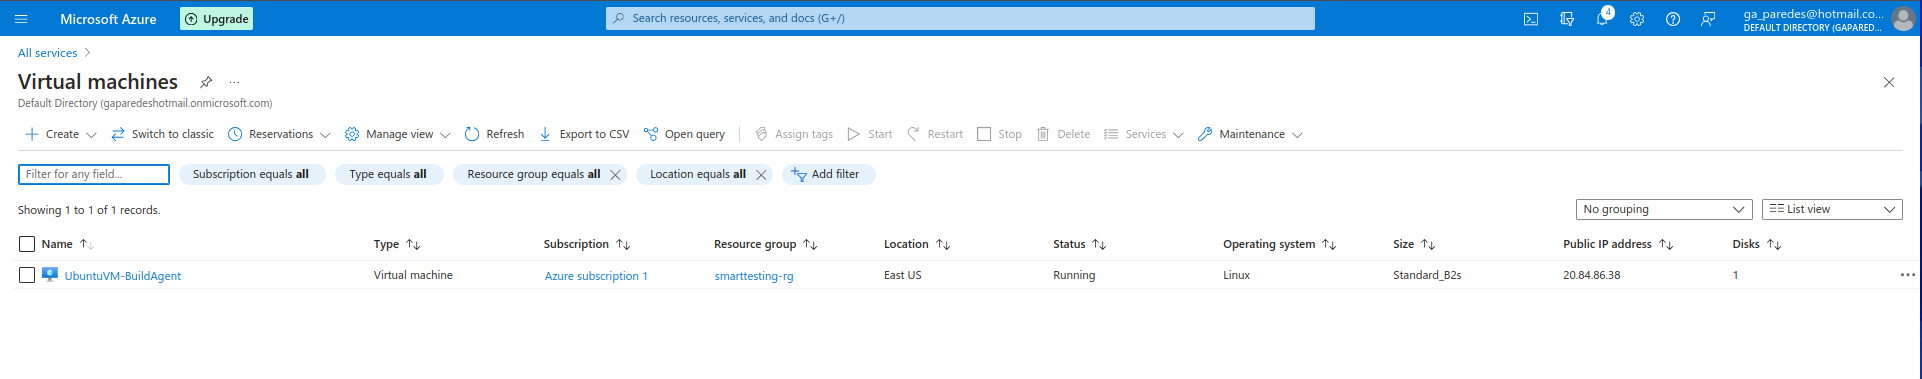 Microsoft Azure Upgrade Search resources, services, and docs (G+/) 4 ga_paredes@hotmail.co...
DEFAULT DIRECTORY (GAPARED...
All services
Virtual machines ...
Default Directory (gaparedeshotmail.onmicrosoft.com)
Create Switch to classic Reservations Manage view Refresh Export to CSV Open query Assign tags Start Restart Stop Delete Services Maintenance
Filter for any field... Subscription equals all Type equals all Resource group equals all Location equals all Add filter
Showing 1 to 1 of 1 records. No grouping List view
Name Type Subscription Resource group Location Status Operating system Size Public IP address Disks
UbuntuVM-BuildAgent Virtual machine Azure subscription 1 smarttesting-rg East US Running Linux Standard_B2s 20.84.86.38 1 ...